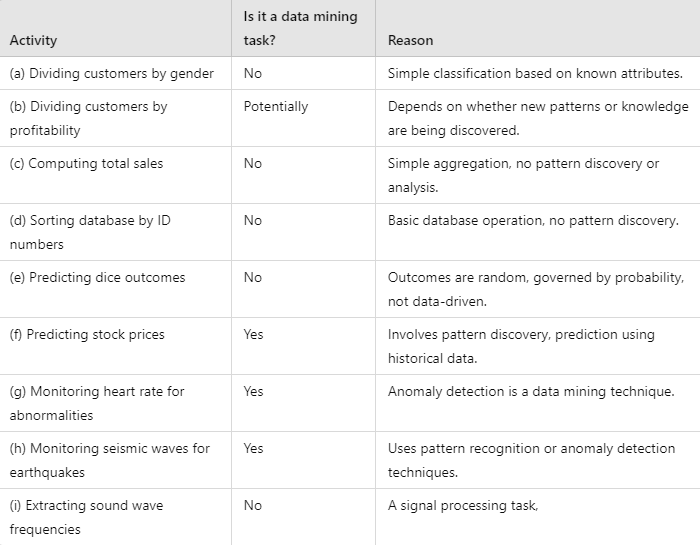 Activity
Is it a data mining
task?
Reason
(a) Dividing customers by gender
No
Simple classification based on known attributes.
(b) Dividing customers by
profitability
Potentially
Depends on whether new patterns or knowledge
are being discovered.
(c) Computing total sales
No
Simple aggregation, no pattern discovery or
analysis.
(d) Sorting database by ID
numbers
No
Basic database operation, no pattern discovery.
(e) Predicting dice outcomes
No
Outcomes are random, governed by probability,
not data-driven.
(f) Predicting stock prices
Yes
Involves pattern discovery, prediction using
historical data.
(g) Monitoring heart rate for
abnormalities
Yes
Anomaly detection is a data mining technique.
(h) Monitoring seismic waves for
earthquakes
Yes
Uses pattern recognition or anomaly detection
techniques.
(i) Extracting sound wave
frequencies
No
A signal processing task,